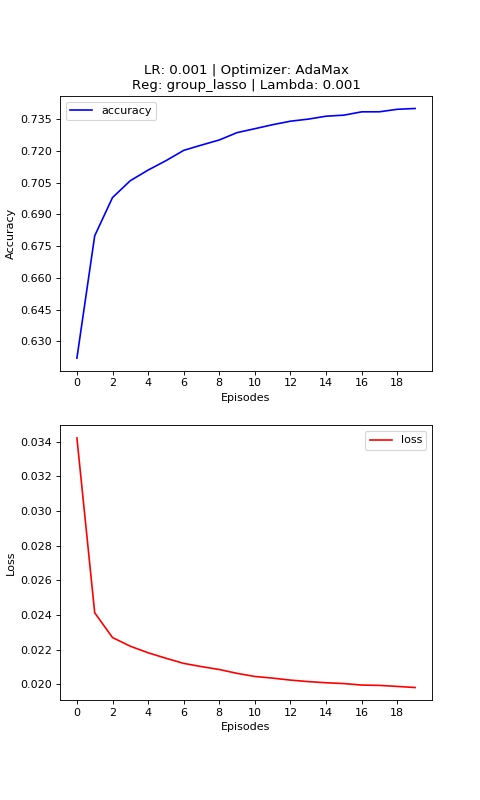 LR: 0.001 | Optimizer: AdaMax
Reg: group_lasso | Lambda: 0.001
accuracy
0.735
0.720
0.705
0.690
0.675
0.660
0.645
0.630
Accuracy
0 2 4 6 8 10 12 14 16 18
Episodes
loss
0.034
0.032
0.030
0.028
0.026
0.024
0.022
0.020
Loss
0 2 4 6 8 10 12 14 16 18
Episodes